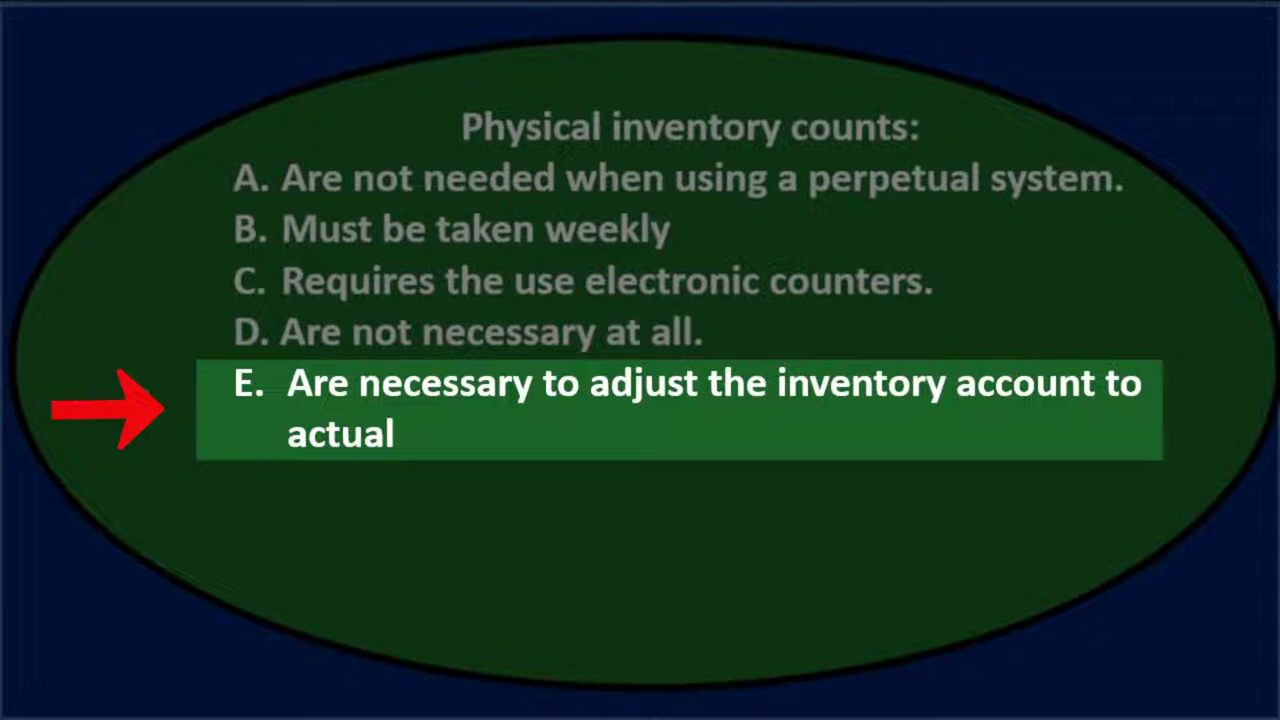 Physical inventory counts:
A. Are not needed when using a perpetual system.
B. Must be taken weekly
C. Requires the use electronic counters.
D. Are not necessary at all.
E. Are necessary to adjust the inventory account to
actual